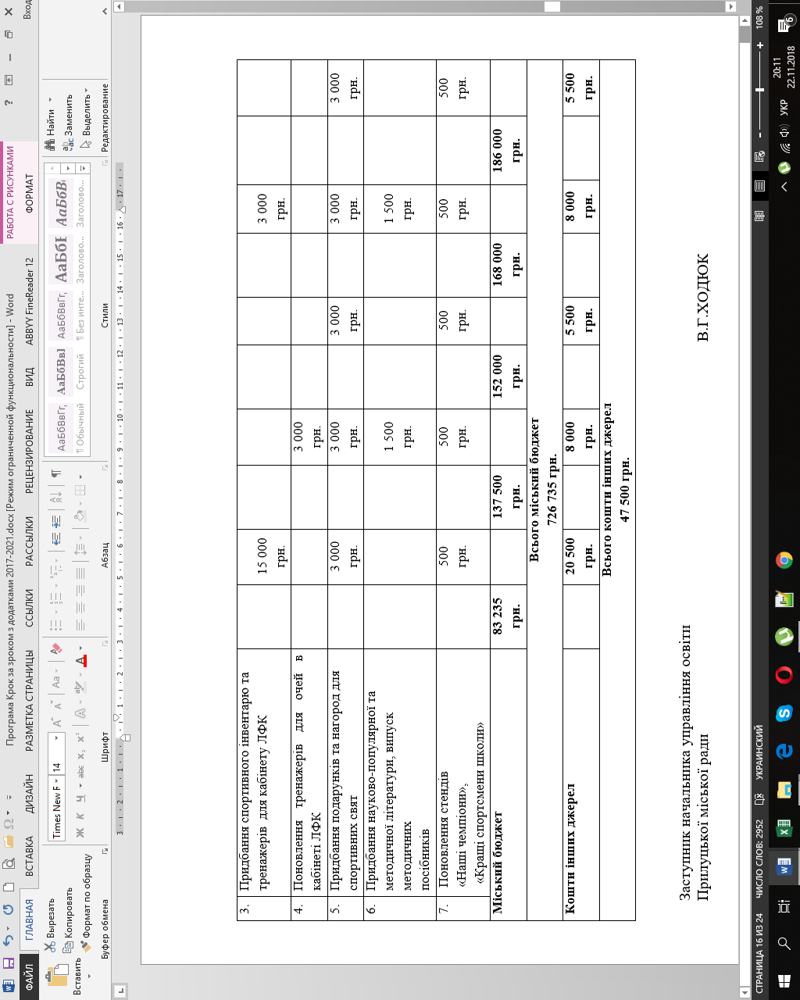 Програма Крок за зроком з додатками 2017-2021.docx [Режим ограниченной функциональности] - Word
РАБОТА С РИСУНКАМИ
?
Вход
ФАЙЛ
ГЛАВНАЯ
ВСТАВКА
ДИЗАЙН
РАЗМЕТКА СТРАНИЦЫ
ССЫЛКИ
РАССЫЛКИ
РЕЦЕНЗИРОВАНИЕ
ВИД
ABBYY FineReader 12
ФОРМАТ
Вставить
Вырезать
Копировать
Формат по образцу
Буфер обмена
Times New F
14
Шрифт
Абзац
АаБбВвГг,
¶ Обычный
АаБбВвІ
Строгий
АаБбВвГг,
¶ Без инте...
АаБбІ
Заголово...
АаБбВ
Заголово...
Стили
Найти
Заменить
Выделить
Редактирование
3. Придбання спортивного інвентарю та 15 000 3 000
тренажерів для кабінету ЛФК грн. грн.
4. Поновлення тренажерів для очей в 3 000
кабінеті ЛФК грн.
5. Придбання подарунків та нагород для 3 000 3 000 3 000 3 000 3 000
спортивних свят грн. грн. грн. грн. грн.
6. Придбання науково-популярної та
методичної літератури, випуск 1 500 1 500
методичних грн. грн.
посібників
7. Поновлення стендів 500 500 500 500 500
«Наші чемпіони», грн. грн. грн. грн. грн.
«Кращі спортсмени школи»
Міський бюджет 83 235 137 500 152 000 168 000 186 000
грн. грн. грн. грн. грн.
Всього міський бюджет
726 735 грн.
Кошти інших джерел 20 500 8 000 5 500 8 000 5 500
грн. грн. грн. грн. грн.
Всього кошти інших джерел
47 500 грн.
Заступник начальника управління освіти
Прилуцької міської ради В.Г.ХОДЮК
СТРАНИЦА 16 ИЗ 24
ЧИСЛО СЛОВ: 2952
УКРАИНСКИЙ
108 %
УКР
20:11
22.11.2018
6